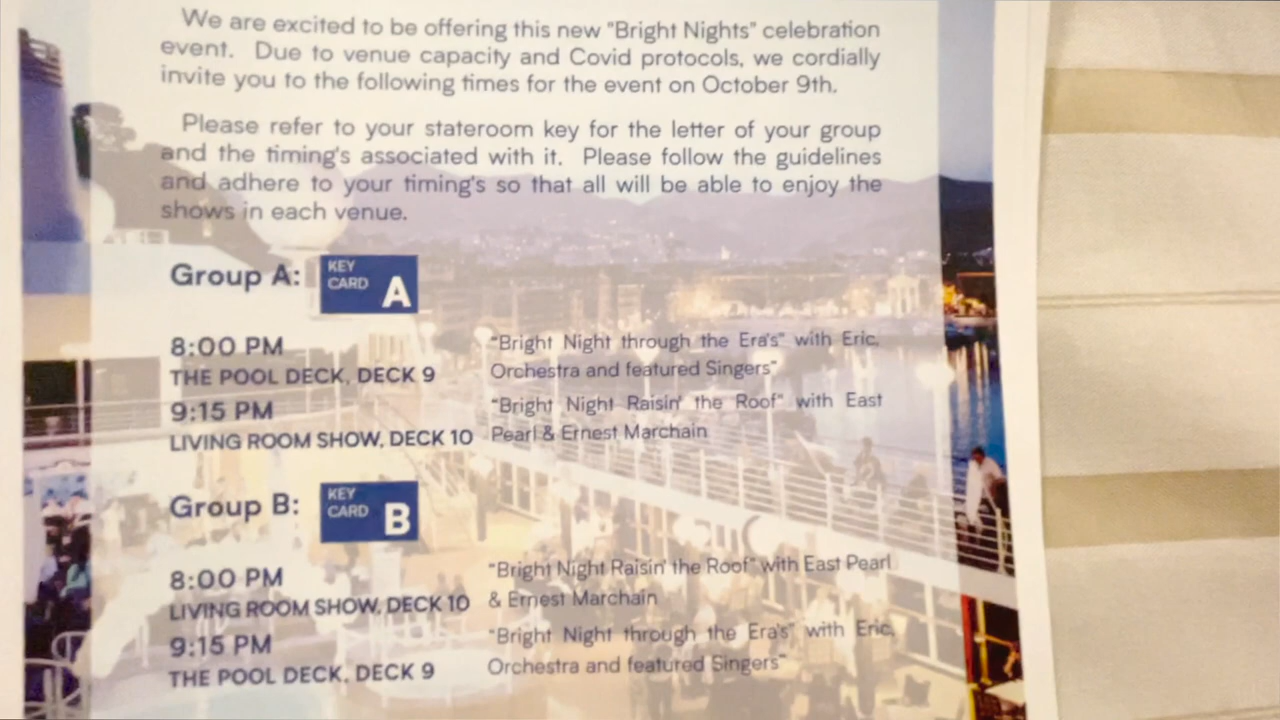 We are excited to be offering this new "Bright Nights" celebration
event. Due to venue capacity and Covid protocols, we cordially
invite you to the following times for the event on October 9th.
Please refer to your stateroom key for the letter of your group
and the timing's associated with it. Please follow the guidelines
and adhere to your timing's so that all will be able to enjoy the
shows in each venue.
Group A: KEY CARD A
8:00 PM
THE POOL DECK, DECK 9
"Bright Night through the Era's" with Eric,
Orchestra and featured Singers"
9:15 PM
LIVING ROOM SHOW, DECK 10
"Bright Night Raisin' the Roof" with East
Pearl & Ernest Marchain
Group B: KEY CARD B
8:00 PM
LIVING ROOM SHOW, DECK 10
"Bright Night Raisin' the Roof" with East Pearl
& Ernest Marchain
9:15 PM
THE POOL DECK, DECK 9
"Bright Night through the Era's" with Eric,
Orchestra and featured Singers"